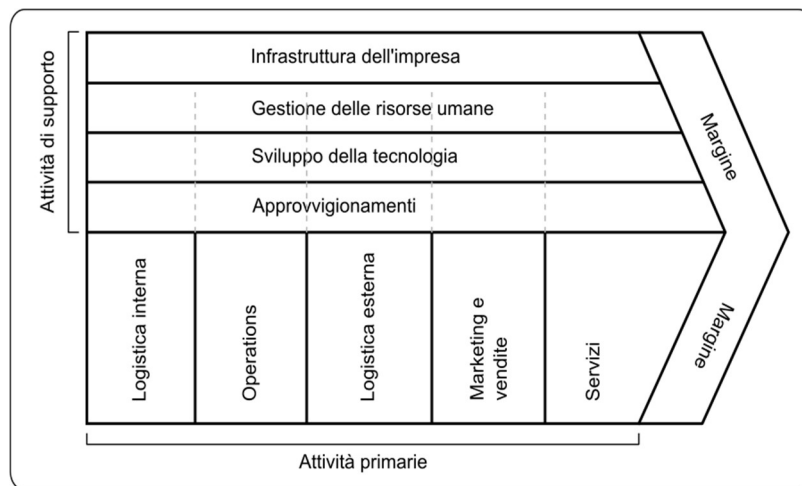 Attività di supporto
Infrastruttura dell'impresa
Gestione delle risorse umane
Sviluppo della tecnologia
Approvvigionamenti
Margine
Logistica interna
Operations
Logistica esterna
Marketing e
vendite
Servizi
Margine
Attività primarie